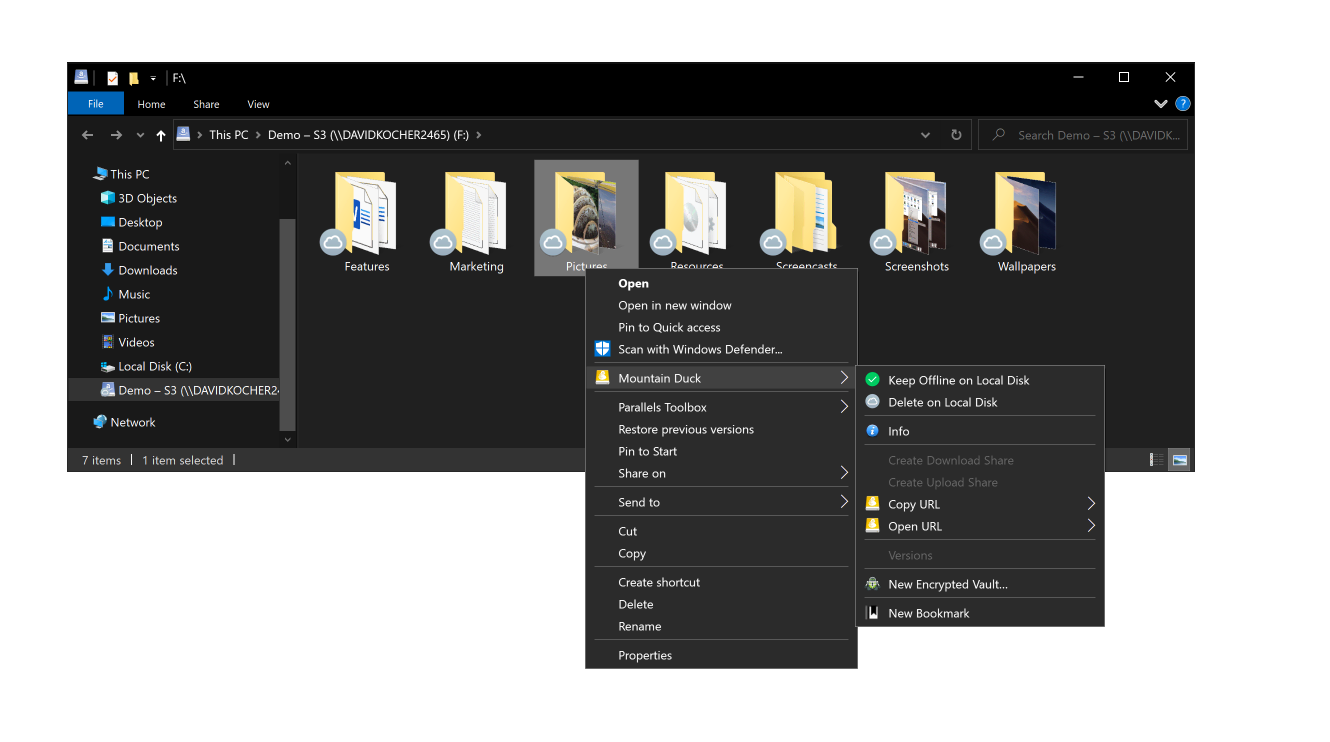 F:\
File Home Share View
This PC Demo – S3 (\\DAVIDKOCHER2465) (F:)
Search Demo – S3 (\\DAVIDK...
This PC
3D Objects
Desktop
Documents
Downloads
Music
Pictures
Videos
Local Disk (C:)
Demo – S3 (\\DAVIDKOCHER24
Network
Features Marketing Pictures Resources Screencasts Screenshots Wallpapers
7 items 1 item selected
Open
Open in new window
Pin to Quick access
Scan with Windows Defender...
Mountain Duck
Parallels Toolbox
Restore previous versions
Pin to Start
Share on
Send to
Cut
Copy
Create shortcut
Delete
Rename
Properties
Keep Offline on Local Disk
Delete on Local Disk
Info
Create Download Share
Create Upload Share
Copy URL
Open URL
Versions
New Encrypted Vault...
New Bookmark